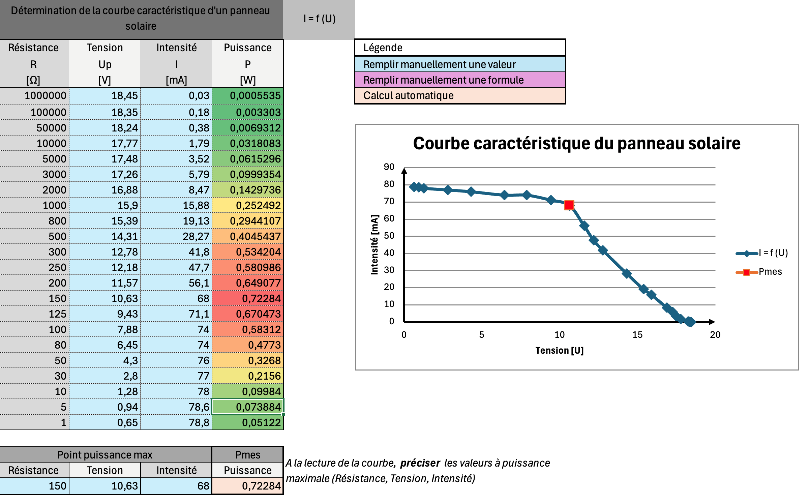 Détermination de la courbe caractéristique d'un panneau
solaire
I = f (U)
Résistance Tension Intensité Puissance
R Up I P
[Ω] [V] [mA] [W]
1000000 18,45 0,03 0,0005535
100000 18,35 0,18 0,003303
50000 18,24 0,38 0,0069312
10000 17,77 1,79 0,0318083
5000 17,48 3,52 0,0615296
3000 17,26 5,79 0,0999354
2000 16,88 8,47 0,1429736
1000 15,9 15,88 0,252492
800 15,39 19,13 0,2944107
500 14,31 28,27 0,4045437
300 12,78 41,8 0,534204
250 12,18 47,7 0,580986
200 11,57 56,1 0,649077
150 10,63 68 0,72284
125 9,43 71,1 0,670473
100 7,88 74 0,58312
80 6,45 74 0,4773
50 4,3 76 0,3268
30 2,8 77 0,2156
10 1,28 78 0,09984
5 0,94 78,6 0,073884
1 0,65 78,8 0,05122
Point puissance max Pmes
Résistance Tension Intensité Puissance
150 10,63 68 0,72284
Légende
Remplir manuellement une valeur
Remplir manuellement une formule
Calcul automatique
Courbe caractéristique du panneau solaire
Intensité [mA]
90
80
70
60
50
40
30
20
10
0
0 5 10 15 20
Tension [U]
I = f (U)
Pmes
A la lecture de la courbe, préciser les valeurs à puissance
maximale (Résistance, Tension, Intensité)